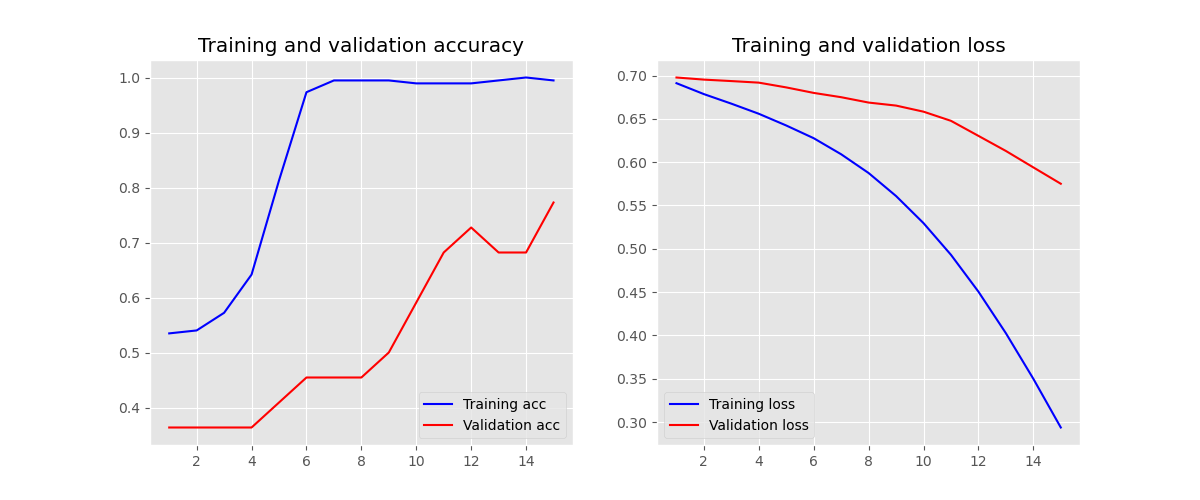 Training and validation accuracy
1.0
0.9
0.8
0.7
0.6
0.5
0.4
2 4 6 8 10 12 14
Training acc
Validation acc
Training and validation loss
0.70
0.65
0.60
0.55
0.50
0.45
0.40
0.35
0.30
2 4 6 8 10 12 14
Training loss
Validation loss